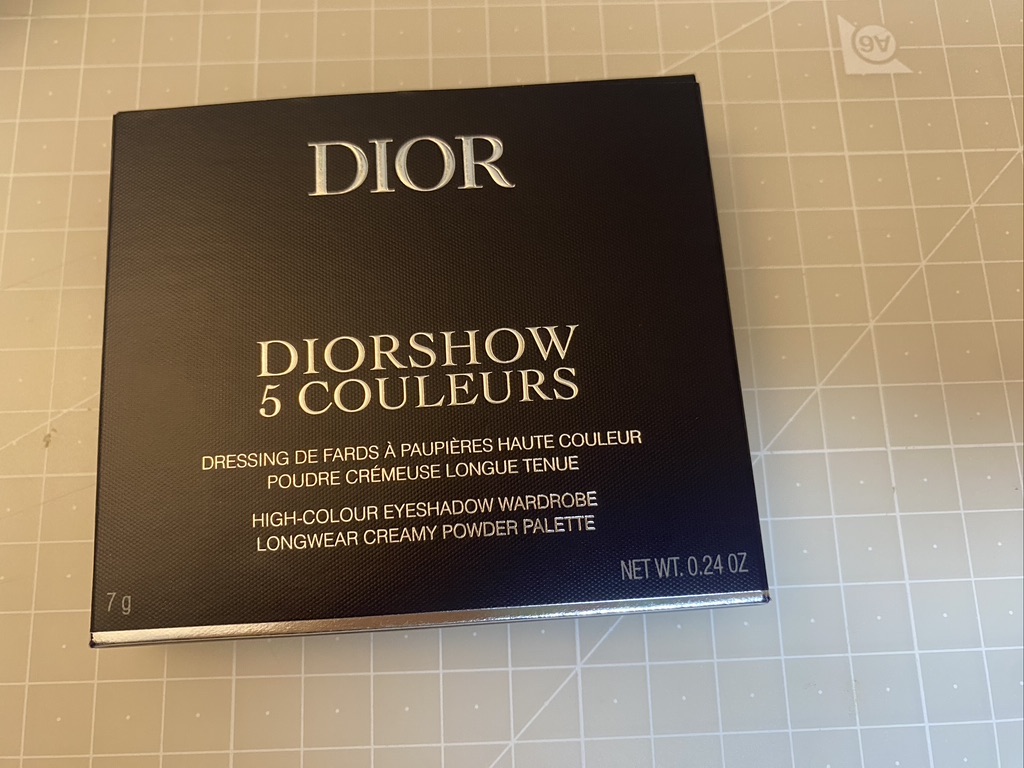 A6
DIOR
DIORSHOW
5 COULEURS
DRESSING DE FARDS À PAUPIÈRES HAUTE COULEUR
POUDRE CRÉMEUSE LONGUE TENUE
HIGH-COLOUR EYESHADOW WARDROBE
LONGWEAR CREAMY POWDER PALETTE
7 g
NET WT. 0.24 OZ